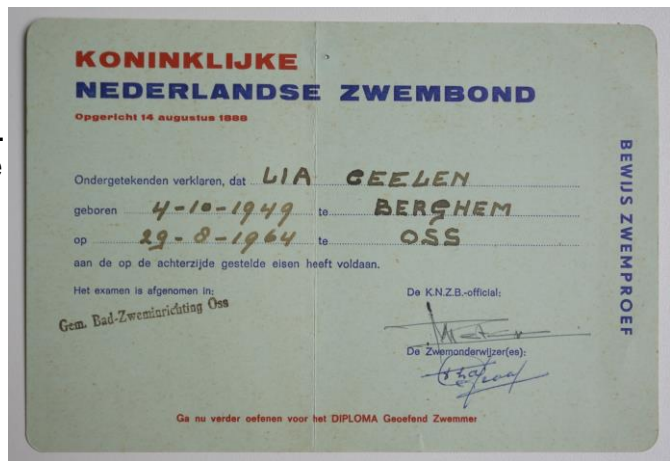 KONINKLIJKE
NEDERLANDSE ZWEMBOND
Opgericht 14 augustus 1888
Ondergetekenden verklaren, dat LIA GEELEN
geboren 4-10-1949 te BERGHEM
op 29-8-1964 te OSS
aan de op de achterzijde gestelde eisen heeft voldaan.
Het examen is afgenomen in: De K.N.Z.B.-official:
Gem. Bad-Zweminrichting Oss
De Zwemonderwijzer(es):
Ga nu verder oefenen voor het DIPLOMA Geoefend Zwemmer
BEWIJS ZWEMPROEF